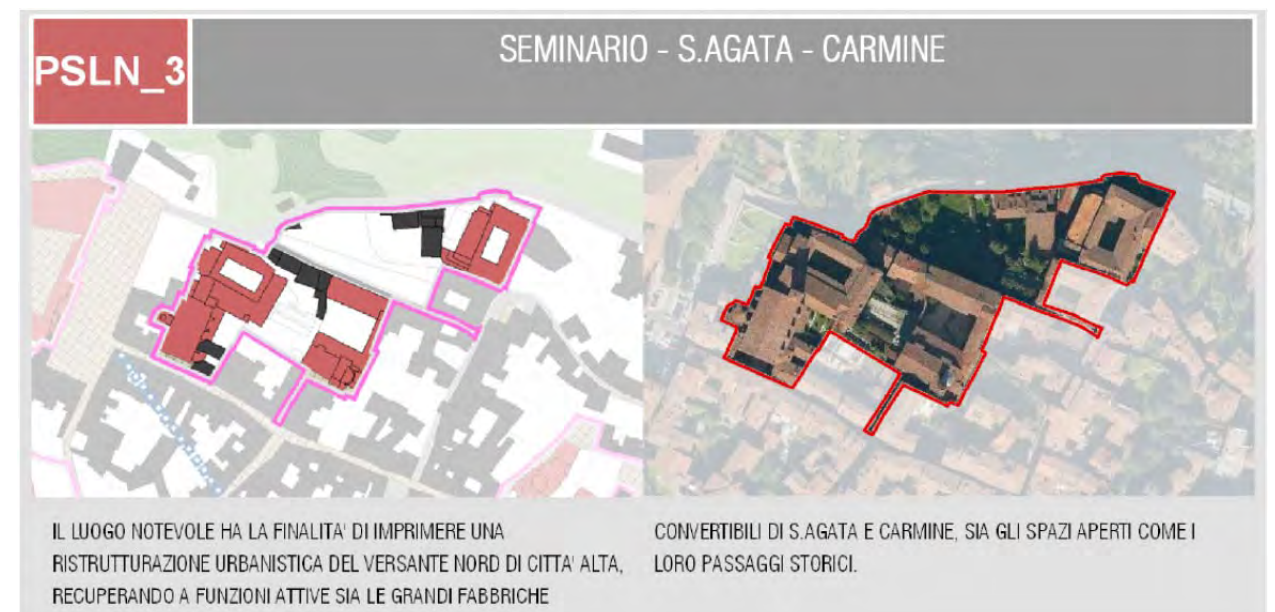 PSLN_3
SEMINARIO - S.AGATA - CARMINE
IL LUOGO NOTEVOLE HA LA FINALITA' DI IMPRIMERE UNA
RISTRUTTURAZIONE URBANISTICA DEL VERSANTE NORD DI CITTA' ALTA,
RECUPERANDO A FUNZIONI ATTIVE SIA LE GRANDI FABBRICHE
CONVERTIBILI DI S.AGATA E CARMINE, SIA GLI SPAZI APERTI COME I
LORO PASSAGGI STORICI.